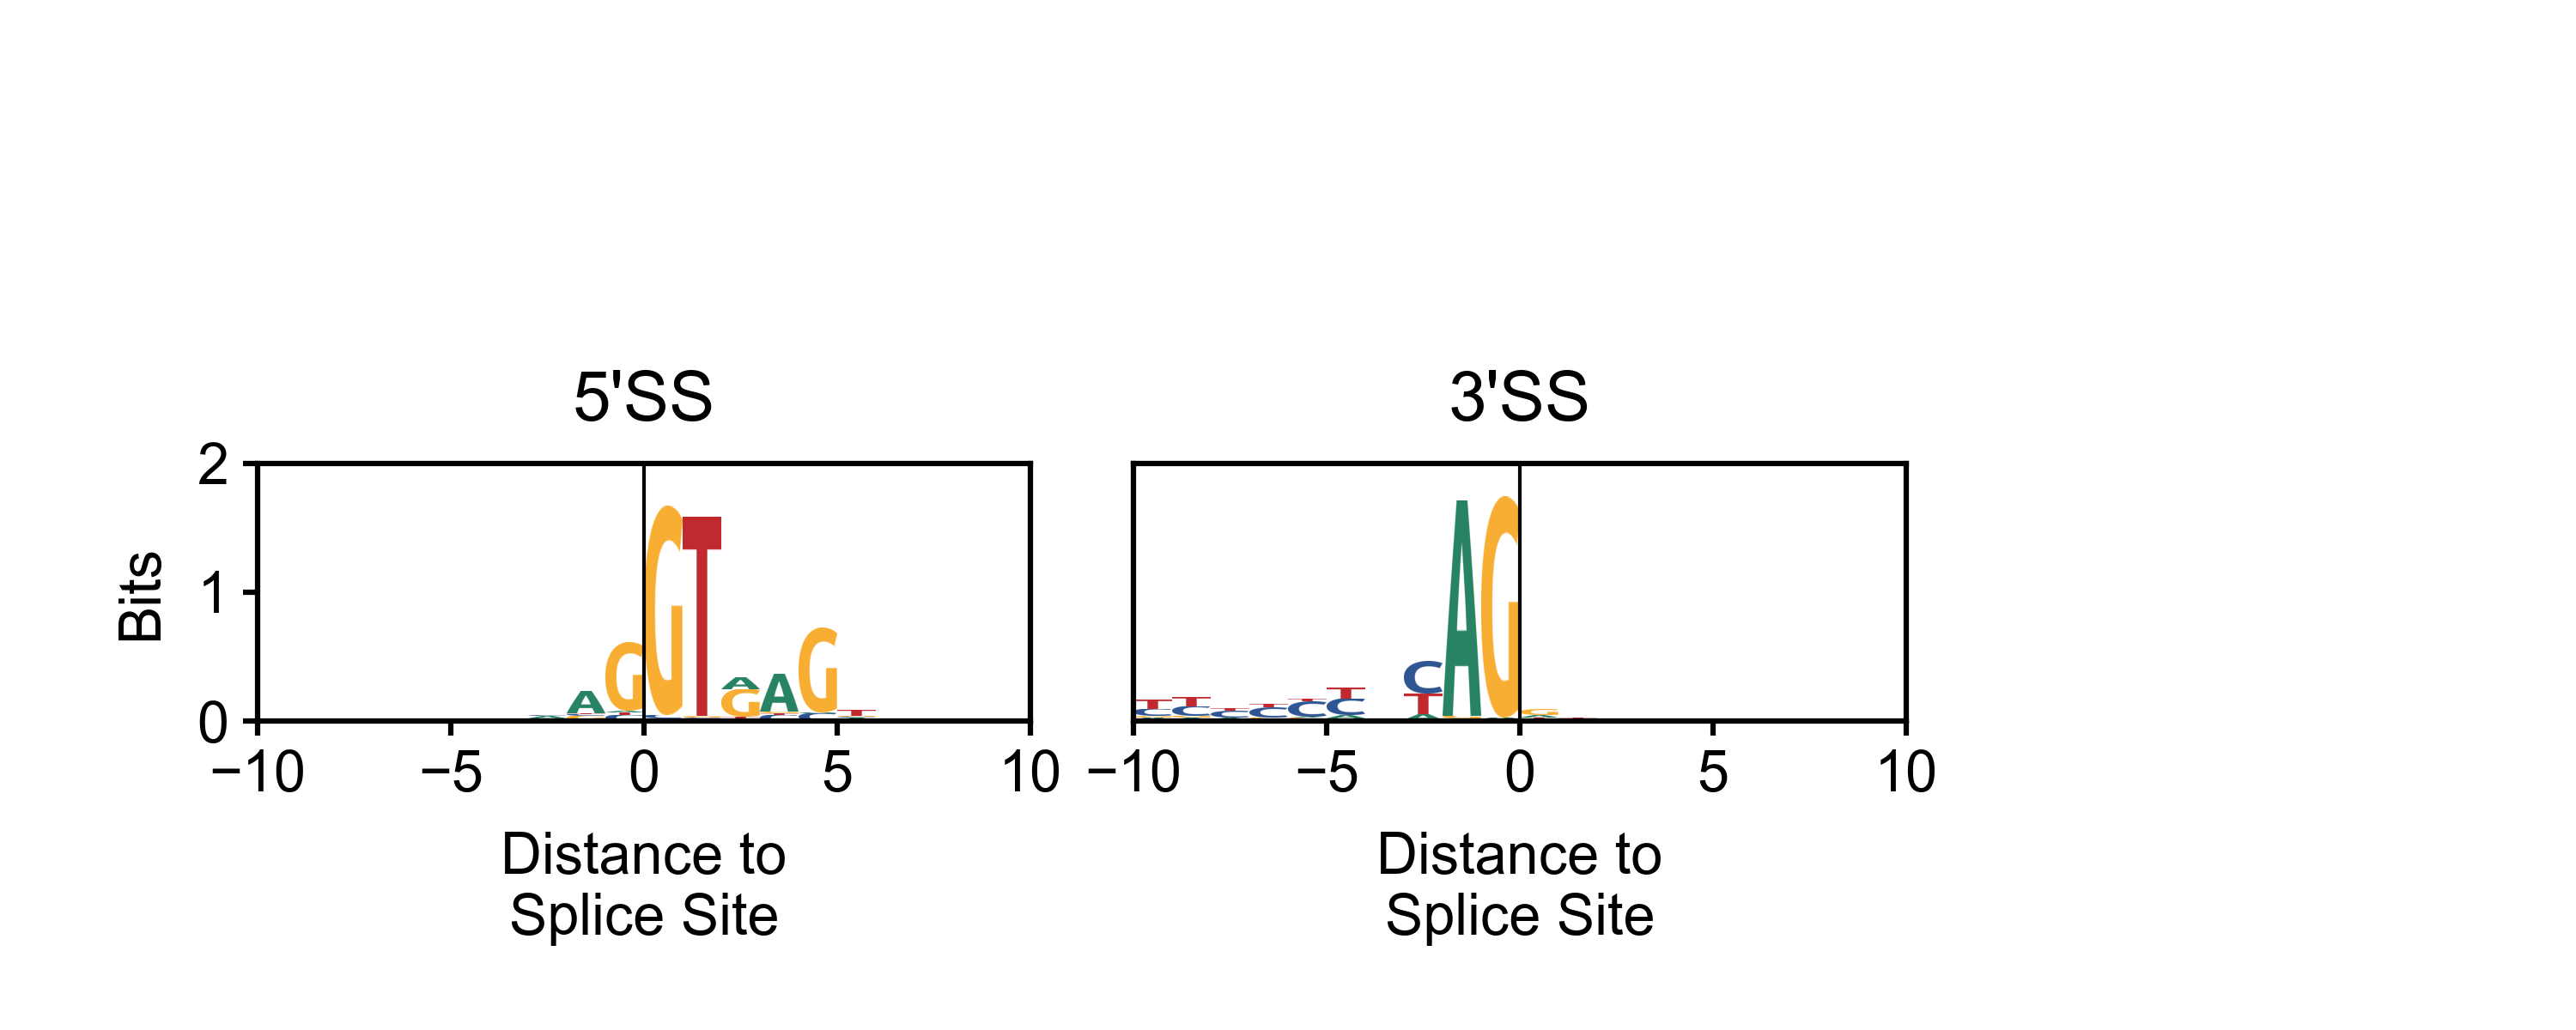 5'SS
3'SS
2
1
0
Bits
A G G T A G A G T
T C T C T C T C T C T C C T A G G
−10 −5 0 5 10
−10 −5 0 5 10
Distance to
Splice Site
Distance to
Splice Site